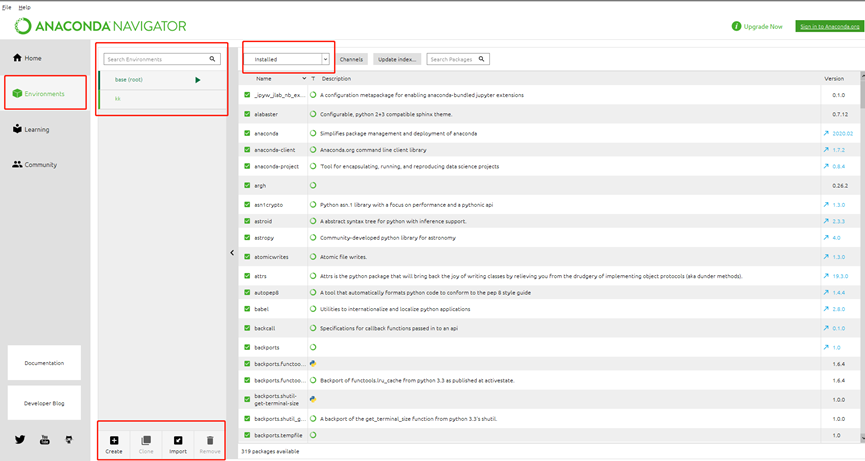 File Help
ANACONDA NAVIGATOR
Upgrade Now
Sign in to Anaconda.org
Home
Environments
Learning
Community
Documentation
Developer Blog
Search Environments
base (root)
kk
Create Clone Import Remove
Installed Channels Update index... Search Packages
Name T Description Version
_ipyw_jlab_nb_ex... A configuration metapackage for enabling anaconda-bundled jupyter extensions 0.1.0
alabaster Configurable, python 2+3 compatible sphinx theme. 0.7.12
anaconda Simplifies package management and deployment of anaconda 2020.02
anaconda-client Anaconda.org command line client library 1.7.2
anaconda-project Tool for encapsulating, running, and reproducing data science projects 0.8.4
argh 0.26.2
asn1crypto Python asn.1 library with a focus on performance and a pythonic api 1.3.0
astroid A abstract syntax tree for python with inference support. 2.3.3
astropy Community-developed python library for astronomy 4.0
atomicwrites Atomic file writes. 1.3.0
attrs Attrs is the python package that will bring back the joy of writing classes by relieving you from the drudgery of implementing object protocols (aka dunder methods). 19.3.0
autopep8 A tool that automatically formats python code to conform to the pep 8 style guide 1.4.4
babel Utilities to internationalize and localize python applications 2.8.0
backcall Specifications for callback functions passed in to an api 0.1.0
backports 1.0
backports.functoo... 1.6.4
backports.functoo... Backport of functools.lru_cache from python 3.3 as published at activestate. 1.6.4
backports.shutil-
get-terminal-size 1.0.0
backports.shutil_g... A backport of the get_terminal_size function from python 3.3's shutil. 1.0.0
backports.tempfile 1.0
319 packages available